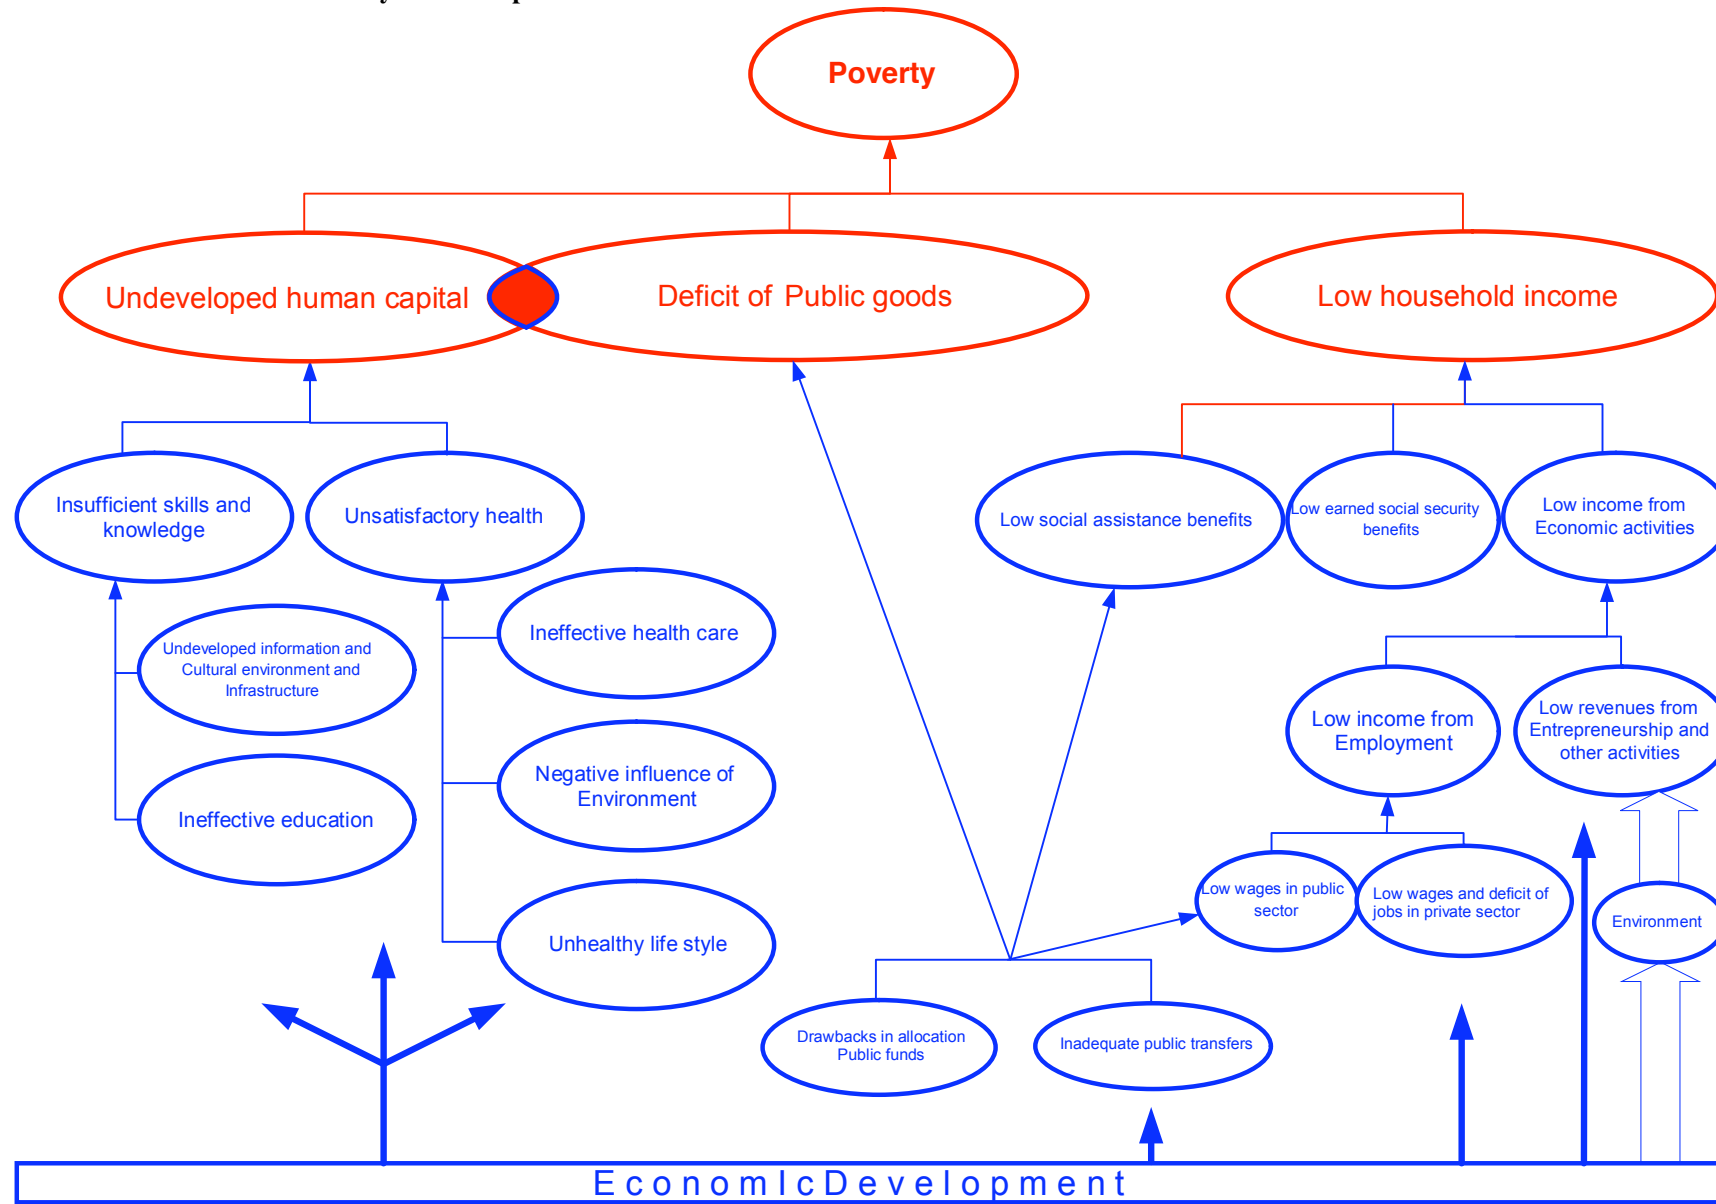 Poverty
Undeveloped human capital
Deficit of Public goods
Low household income
Insufficient skills and
knowledge
Unsatisfactory health
Low social assistance benefits
Low earned social security
benefits
Low income from
Economic activities
Undeveloped information and
Cultural environment and
Infrastructure
Ineffective health care
Ineffective education
Negative influence of
Environment
Unhealthy life style
Low income from
Employment
Low revenues from
Entrepreneurship and
other activities
Low wages in public
sector
Low wages and deficit of
jobs in private sector
Environment
Drawbacks in allocation
Public funds
Inadequate public transfers
EconomIcDevelopment